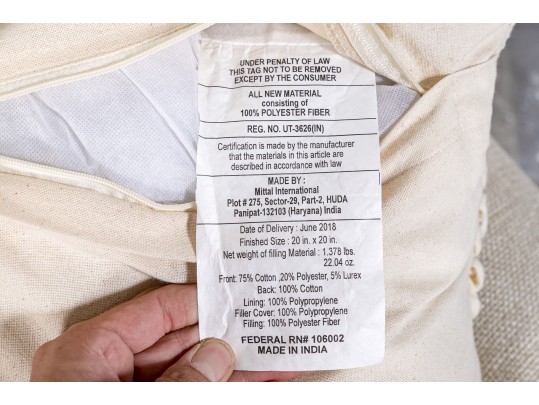 UNDER PENALTY OF LAW
THIS TAG NOT TO BE REMOVED
EXCEPT BY THE CONSUMER
ALL NEW MATERIAL
consisting of
100% POLYESTER FIBER
REG. NO. UT-3626(IN)
Certification is made by the manufacturer
that the materials in this article are
described in accordance with law
MADE BY :
Mittal International
Plot # 275, Sector-29, Part-2, HUDA
Panipat-132103 (Haryana) India
Date of Delivery : June 2018
Finished Size : 20 in. x 20 in.
Net weight of filling Material : 1.378 lbs.
22.04 oz.
Front: 75% Cotton ,20% Polyester, 5% Lurex
Back: 100% Cotton
Lining: 100% Polypropylene
Filler Cover: 100% Polypropylene
Filling: 100% Polyester Fiber
FEDERAL RN# 106002
MADE IN INDIA